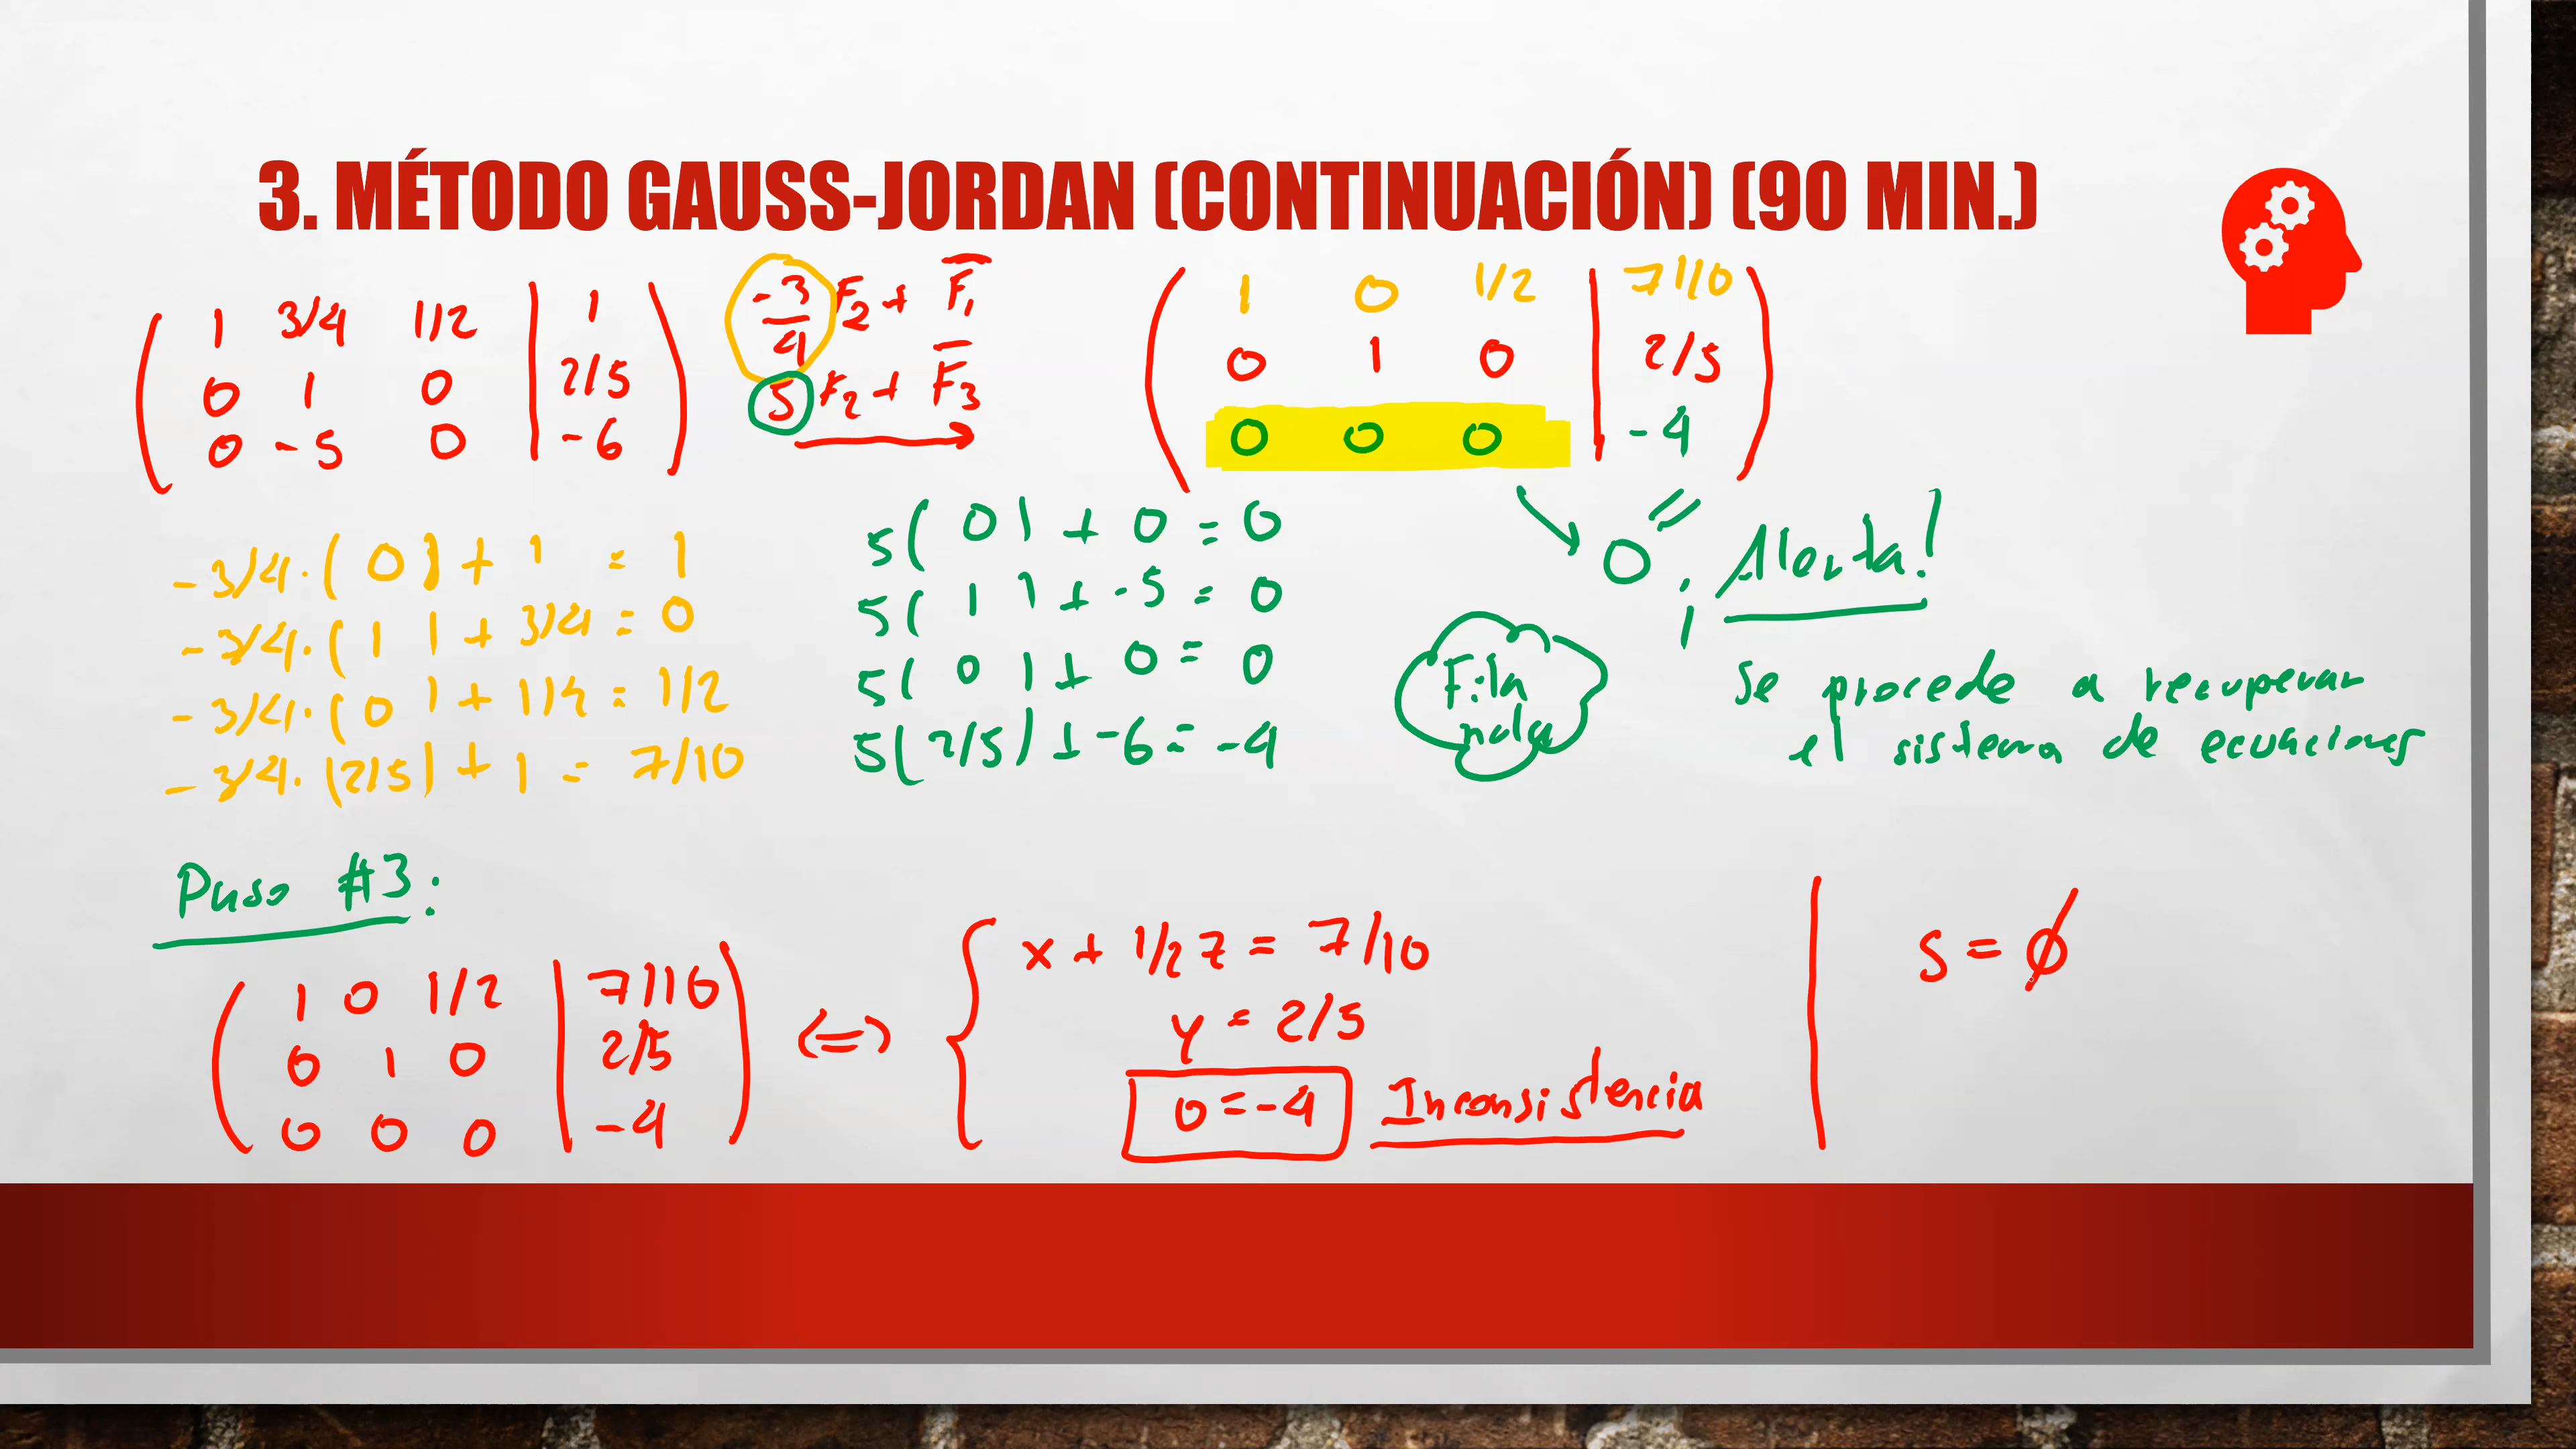 3. MÉTODO GAUSS-JORDAN (CONTINUACIÓN) (90 MIN.)
( 1 3/4 1/2 | 1 )
( 0 1 0 | 2/5 )
( 0 -5 0 | -6 )
-3/4 F2 + F1
5 F2 + F3
( 1 0 1/2 | 7/10 )
( 0 1 0 | 2/5 )
( 0 0 0 | -4 )
-3/4·(0) + 1 = 1
-3/4·(1) + 3/4 = 0
-3/4·(0) + 1/2 = 1/2
-3/4·(2/5) + 1 = 7/10
5(0) + 0 = 0
5(1) + -5 = 0
5(0) + 0 = 0
5(2/5) + -6 = -4
0
¡Alerta!
Fila
nula
Se procede a recuperar
el sistema de ecuaciones
Paso #3:
( 1 0 1/2 | 7/10 )
( 0 1 0 | 2/5 )
( 0 0 0 | -4 )
<=>
{ x + 1/2 z = 7/10
y = 2/5
0 = -4 Inconsistencia
S = ∅